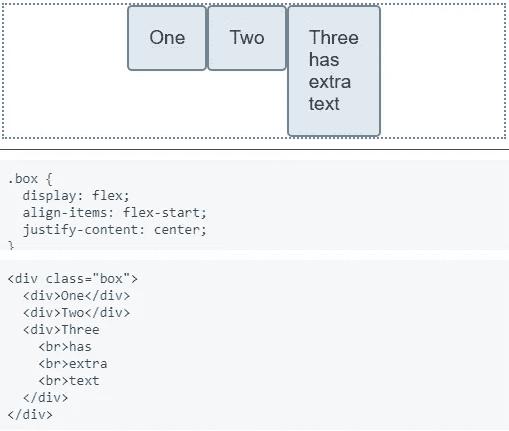 One Two Three
has
extra
text
.box {
  display: flex;
  align-items: flex-start;
  justify-content: center;
}
<div class="box">
  <div>One</div>
  <div>Two</div>
  <div>Three
    <br>has
    <br>extra
    <br>text
  </div>
</div>